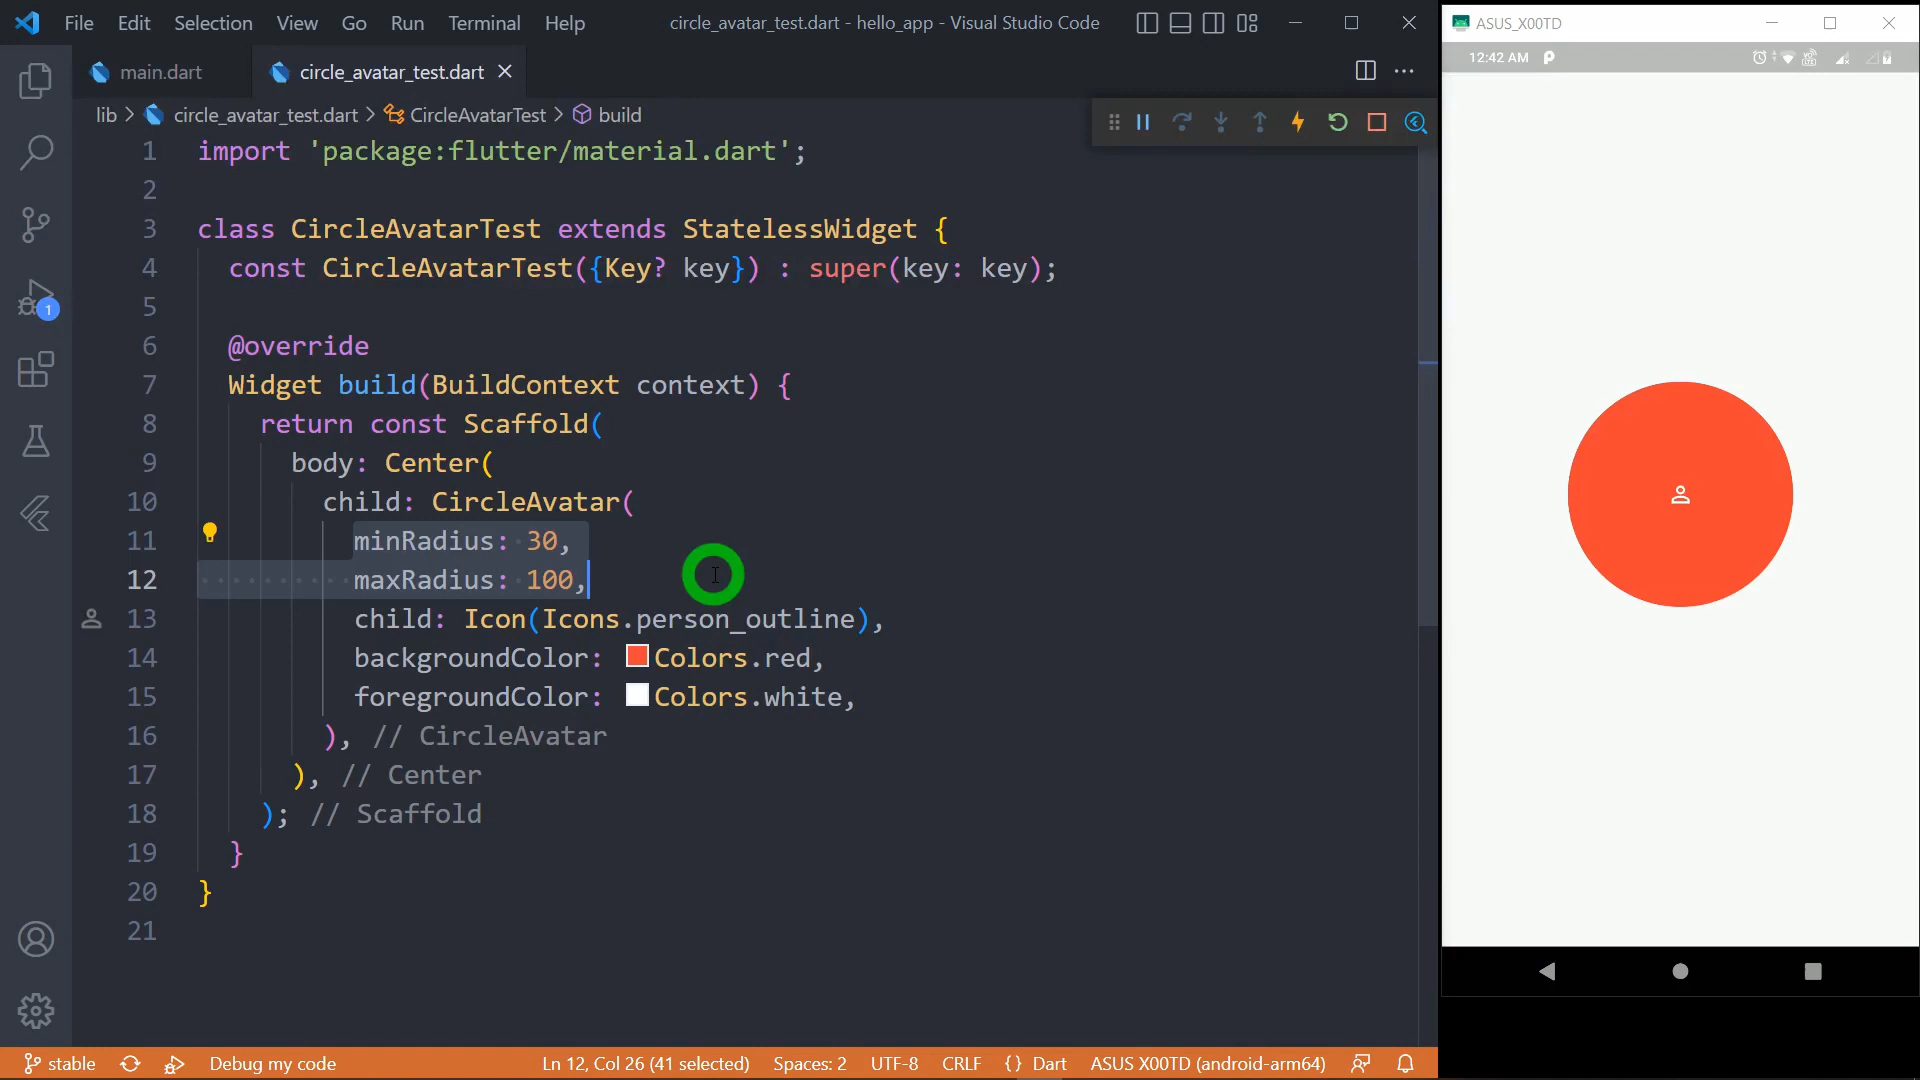 File Edit Selection View Go Run Terminal Help circle_avatar_test.dart - hello_app - Visual Studio Code
ASUS_X00TD
12:42 AM
main.dart circle_avatar_test.dart
lib > circle_avatar_test.dart > CircleAvatarTest > build
1 import 'package:flutter/material.dart';
2
3 class CircleAvatarTest extends StatelessWidget {
4 const CircleAvatarTest({Key? key}) : super(key: key);
5
6 @override
7 Widget build(BuildContext context) {
8 return const Scaffold(
9 body: Center(
10 child: CircleAvatar(
11 minRadius: 30,
12 maxRadius: 100,
13 child: Icon(Icons.person_outline),
14 backgroundColor: Colors.red,
15 foregroundColor: Colors.white,
16 ), // CircleAvatar
17 ), // Center
18 ); // Scaffold
19 }
20 }
21
1
stable Debug my code Ln 12, Col 26 (41 selected) Spaces: 2 UTF-8 CRLF {} Dart ASUS X00TD (android-arm64)